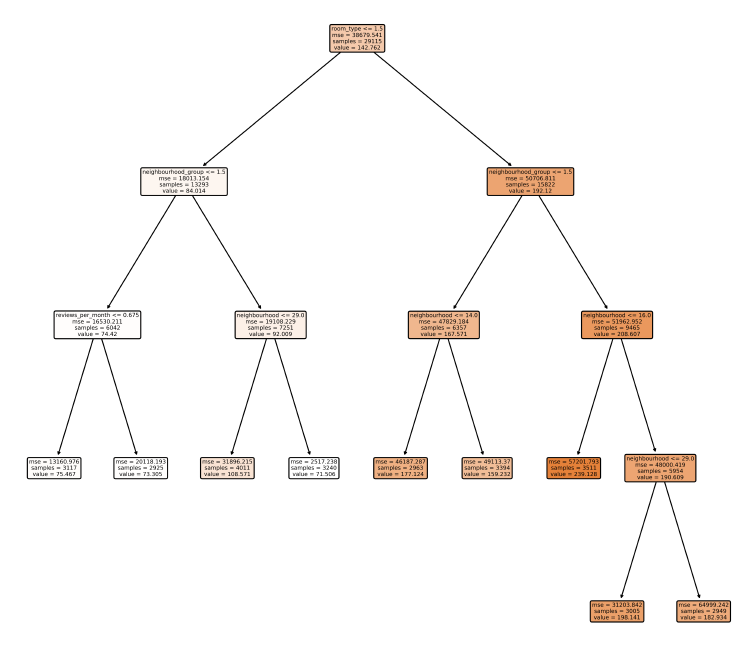 room_type <= 1.5
mse = 38679.541
samples = 29115
value = 142.762
neighbourhood_group <= 1.5
mse = 18013.154
samples = 13293
value = 84.014
neighbourhood_group <= 1.5
mse = 50706.811
samples = 15822
value = 192.12
reviews_per_month <= 0.675
mse = 16530.211
samples = 6042
value = 74.42
neighbourhood <= 29.0
mse = 19108.229
samples = 7251
value = 92.009
neighbourhood <= 14.0
mse = 47829.184
samples = 6357
value = 167.571
neighbourhood <= 16.0
mse = 51962.952
samples = 9465
value = 208.607
mse = 13160.976
samples = 3117
value = 75.467
mse = 20118.193
samples = 2925
value = 73.305
mse = 31896.215
samples = 4011
value = 108.571
mse = 2517.238
samples = 3240
value = 71.506
mse = 46187.287
samples = 2963
value = 177.124
mse = 49113.37
samples = 3394
value = 159.232
mse = 57201.793
samples = 3511
value = 239.128
neighbourhood <= 29.0
mse = 48000.419
samples = 5954
value = 190.609
mse = 31203.842
samples = 3005
value = 198.141
mse = 64999.242
samples = 2949
value = 182.934